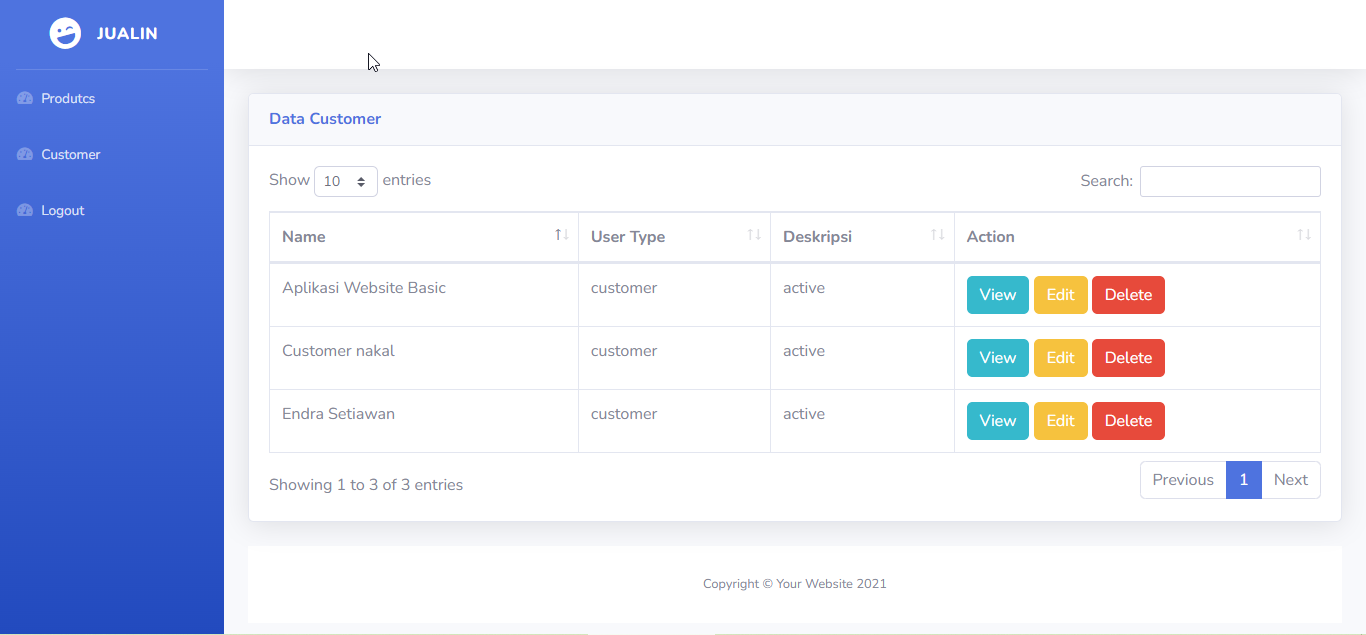 JUALIN
Produtcs
Customer
Logout
Data Customer
Show 10 entries Search:
Name User Type Deskripsi Action
Aplikasi Website Basic customer active View Edit Delete
Customer nakal customer active View Edit Delete
Endra Setiawan customer active View Edit Delete
Showing 1 to 3 of 3 entries Previous 1 Next
Copyright © Your Website 2021